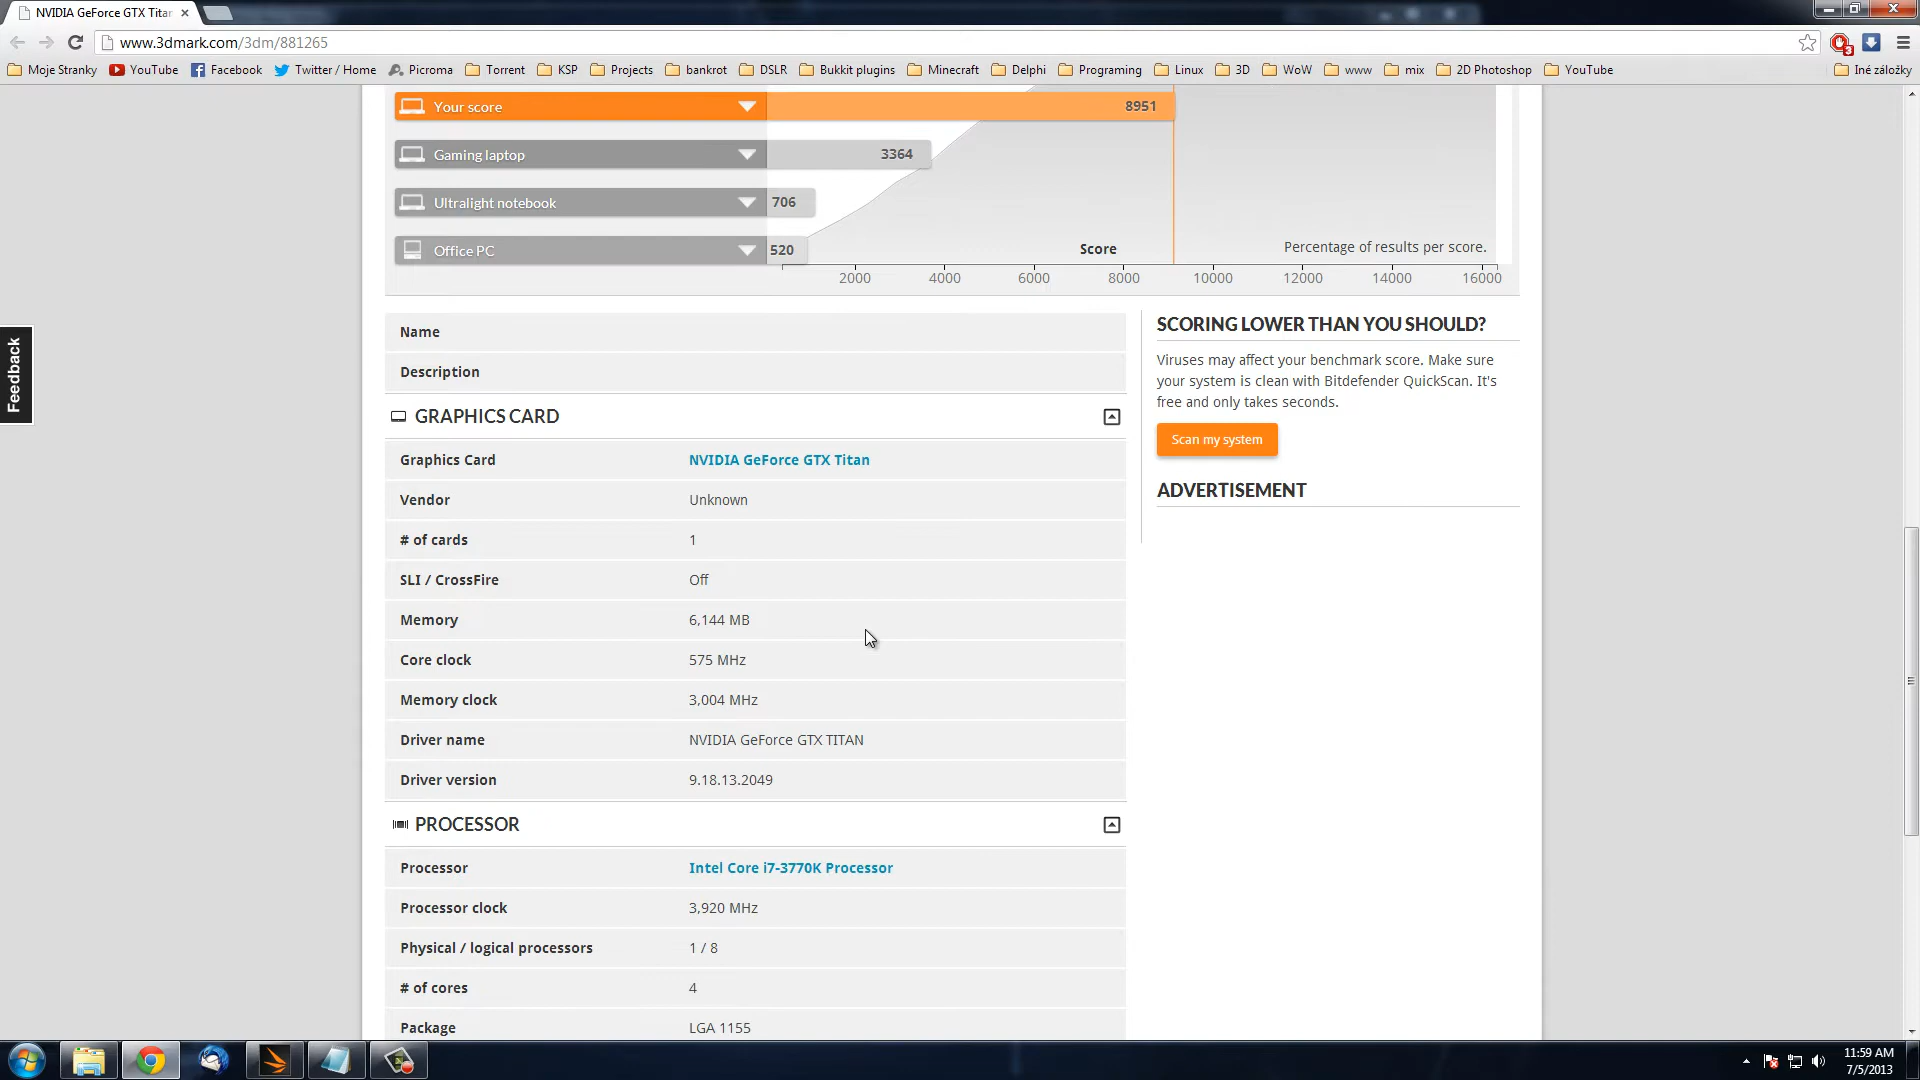 NVIDIA GeForce GTX Titan
www.3dmark.com/3dm/881265
3
Moje Stranky YouTube Facebook Twitter / Home Picroma Torrent KSP Projects bankrot DSLR Bukkit plugins Minecraft Delphi Programing Linux 3D WoW www mix 2D Photoshop YouTube Iné záložky
Your score 8951
Gaming laptop 3364
Ultralight notebook 706
Office PC 520
Score Percentage of results per score.
2000 4000 6000 8000 10000 12000 14000 16000
Feedback
Name
Description
GRAPHICS CARD
Graphics Card NVIDIA GeForce GTX Titan
Vendor Unknown
# of cards 1
SLI / CrossFire Off
Memory 6,144 MB
Core clock 575 MHz
Memory clock 3,004 MHz
Driver name NVIDIA GeForce GTX TITAN
Driver version 9.18.13.2049
PROCESSOR
Processor Intel Core i7-3770K Processor
Processor clock 3,920 MHz
Physical / logical processors 1 / 8
# of cores 4
Package LGA 1155
SCORING LOWER THAN YOU SHOULD?
Viruses may affect your benchmark score. Make sure
your system is clean with Bitdefender QuickScan. It's
free and only takes seconds.
Scan my system
ADVERTISEMENT
11:59 AM
7/5/2013